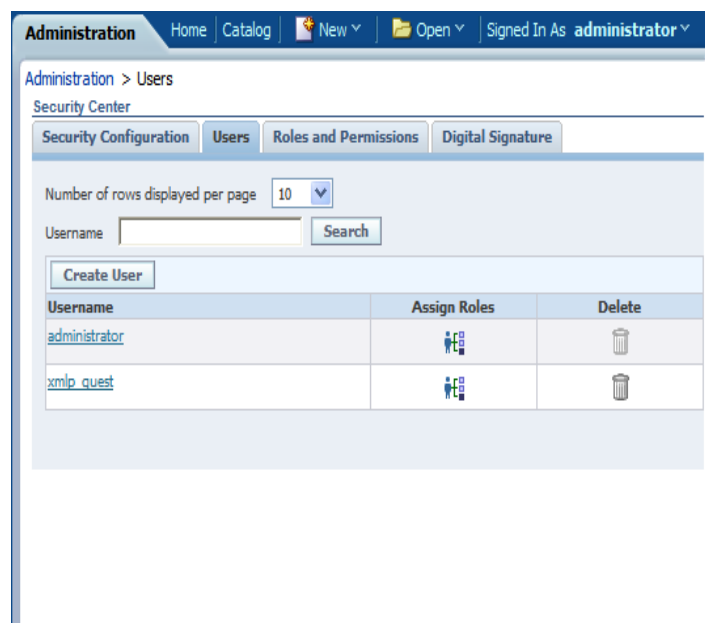 Administration Home Catalog New Open Signed In As administrator
Administration > Users
Security Center
Security Configuration Users Roles and Permissions Digital Signature
Number of rows displayed per page 10
Username Search
Create User
Username Assign Roles Delete
administrator
xmlp_guest